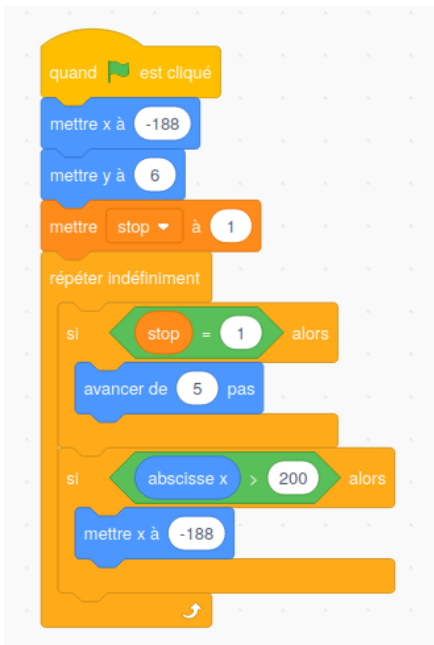 quand est cliqué
mettre x à -188
mettre y à 6
mettre stop à 1
répéter indéfiniment
si stop = 1 alors
avancer de 5 pas
si abscisse x > 200 alors
mettre x à -188